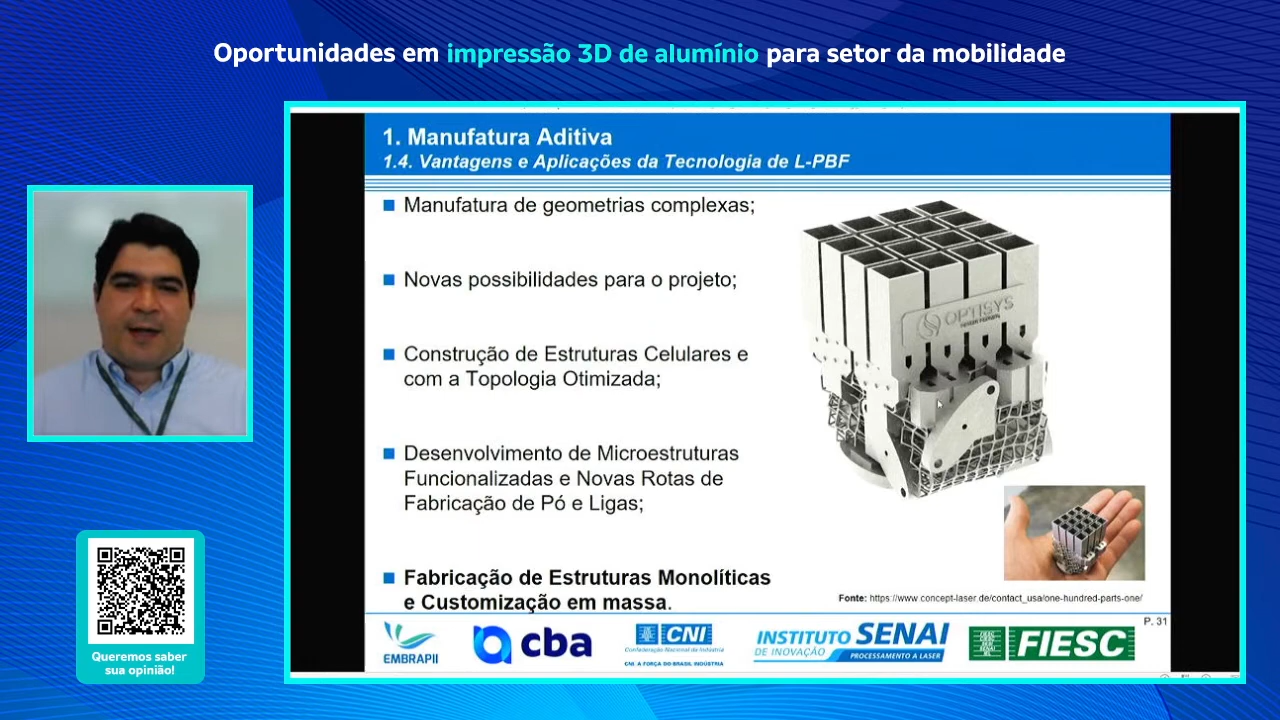 Oportunidades em impressão 3D de alumínio para setor da mobilidade
1. Manufatura Aditiva
1.4. Vantagens e Aplicações da Tecnologia de L-PBF
Manufatura de geometrias complexas;
Novas possibilidades para o projeto;
Construção de Estruturas Celulares e
com a Topologia Otimizada;
Desenvolvimento de Microestruturas
Funcionalizadas e Novas Rotas de
Fabricação de Pó e Ligas;
Fabricação de Estruturas Monolíticas
e Customização em massa.
OPTISYS
Fonte: https://www.concept-laser.de/contact_usa/one-hundred-parts-one/
P. 31
EMBRAPII
cba
CNI
Confederação Nacional da Indústria
CNI. A FORÇA DO BRASIL INDÚSTRIA
INSTITUTO SENAI
DE INOVAÇÃO PROCESSAMENTO A LASER
FIESC
Queremos saber
sua opinião!